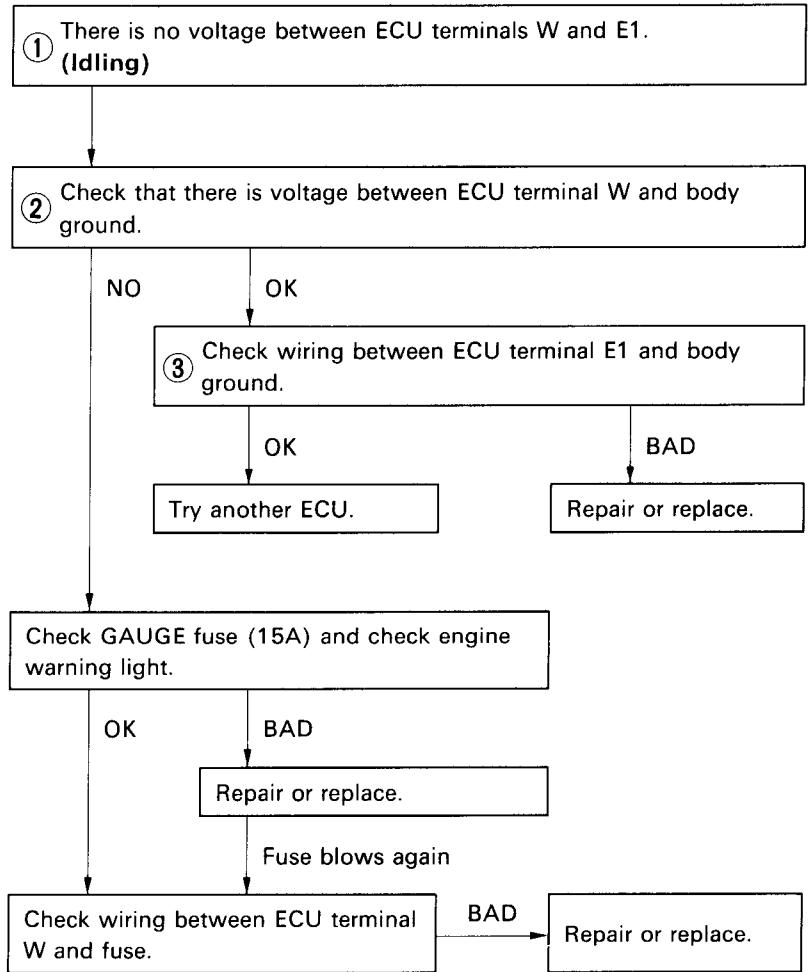 ① There is no voltage between ECU terminals W and E1.
(Idling)
② Check that there is voltage between ECU terminal W and body
ground.
NO
OK
③ Check wiring between ECU terminal E1 and body
ground.
OK
BAD
Try another ECU.
Repair or replace.
Check GAUGE fuse (15A) and check engine
warning light.
OK
BAD
Repair or replace.
Fuse blows again
Check wiring between ECU terminal
W and fuse.
BAD
Repair or replace.